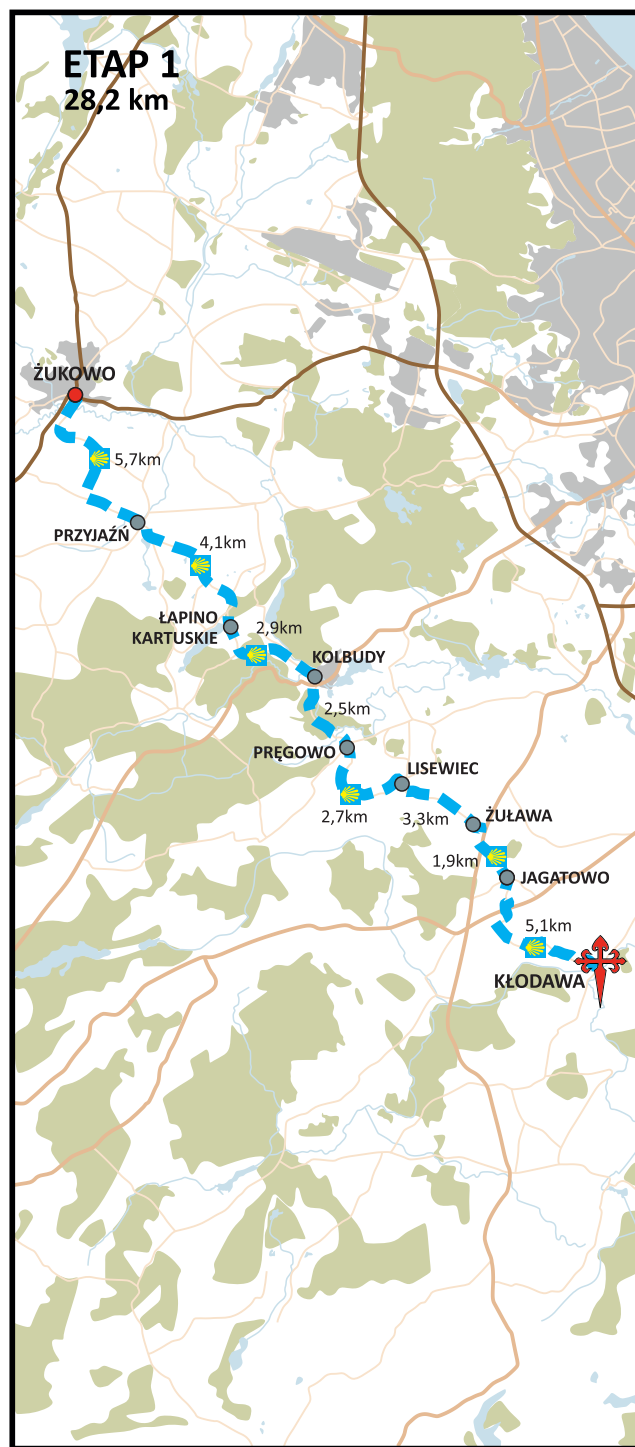 ETAP 1
28,2 km
ŻUKOWO
5,7km
PRZYJAŹŃ
4,1km
ŁAPINO
KARTUSKIE
2,9km
KOLBUDY
2,5km
PRĘGOWO
LISEWIEC
2,7km
3,3km
ŻUŁAWA
1,9km
JAGATOWO
5,1km
KŁODAWA